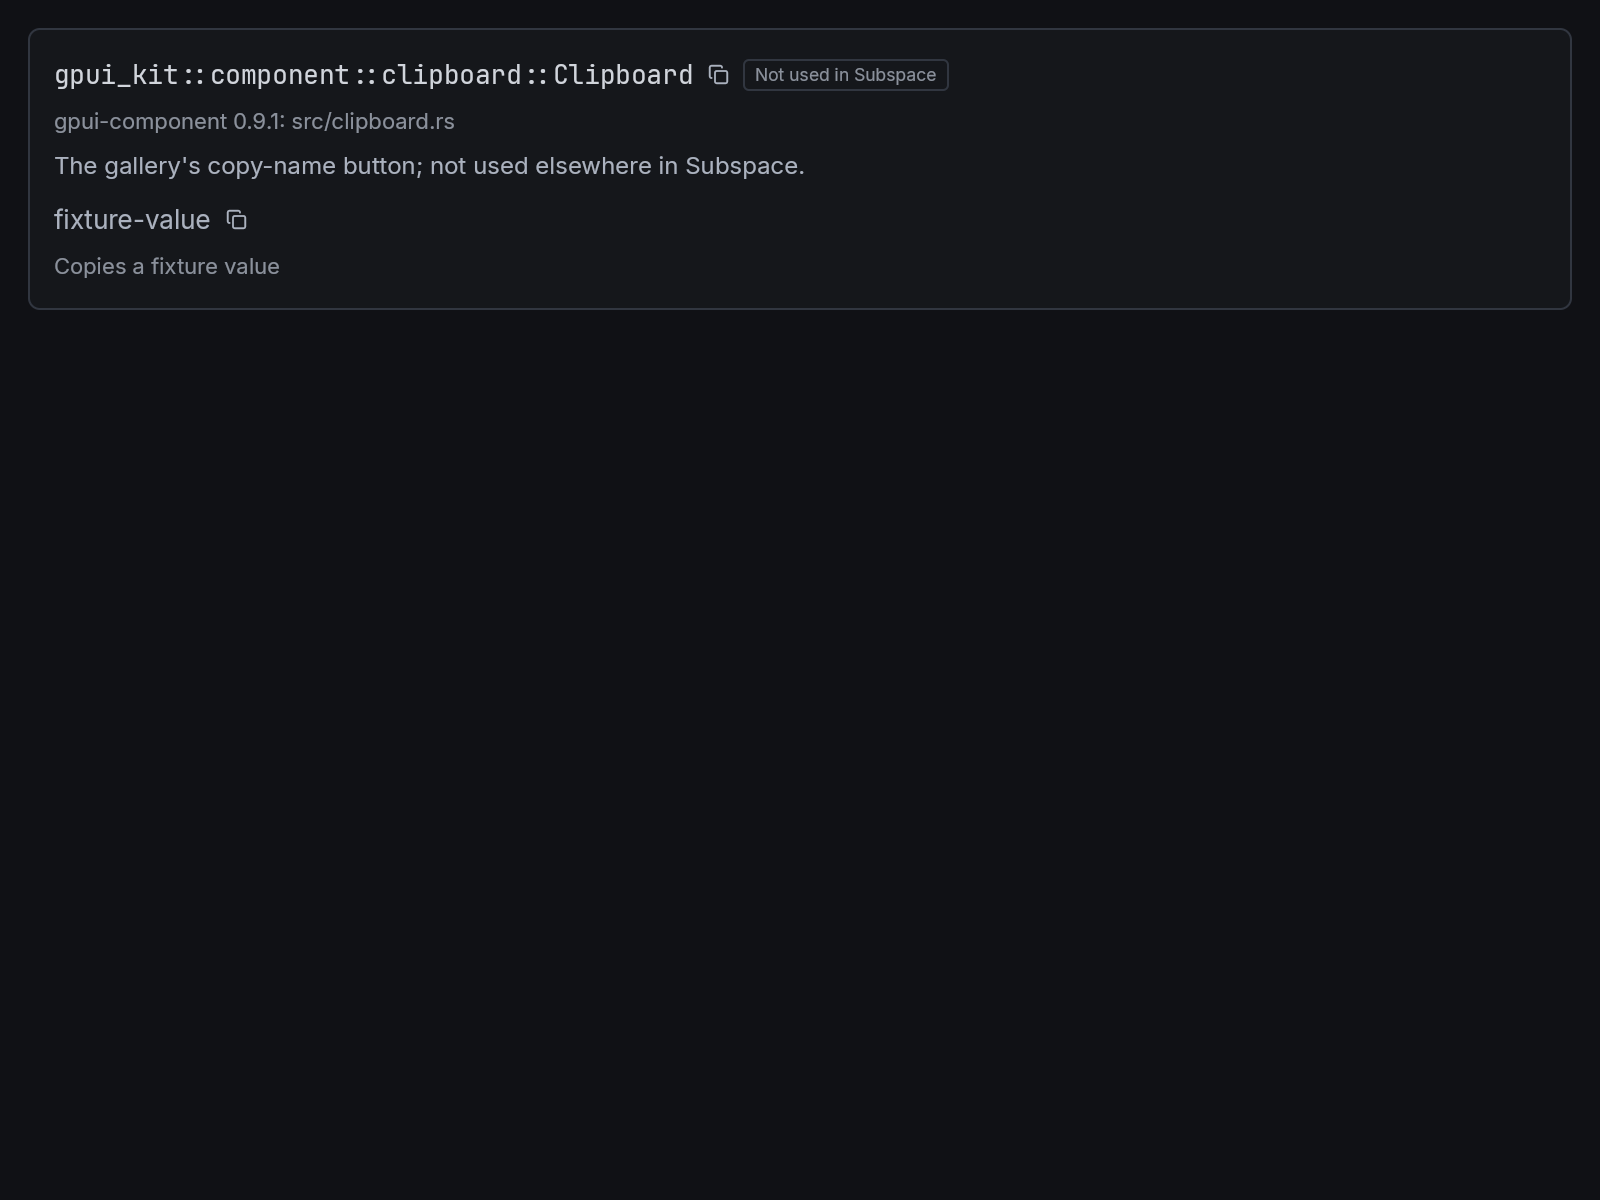 gpui_kit::component::clipboard::Clipboard Not used in Subspace
gpui-component 0.9.1: src/clipboard.rs
The gallery's copy-name button; not used elsewhere in Subspace.
fixture-value
Copies a fixture value